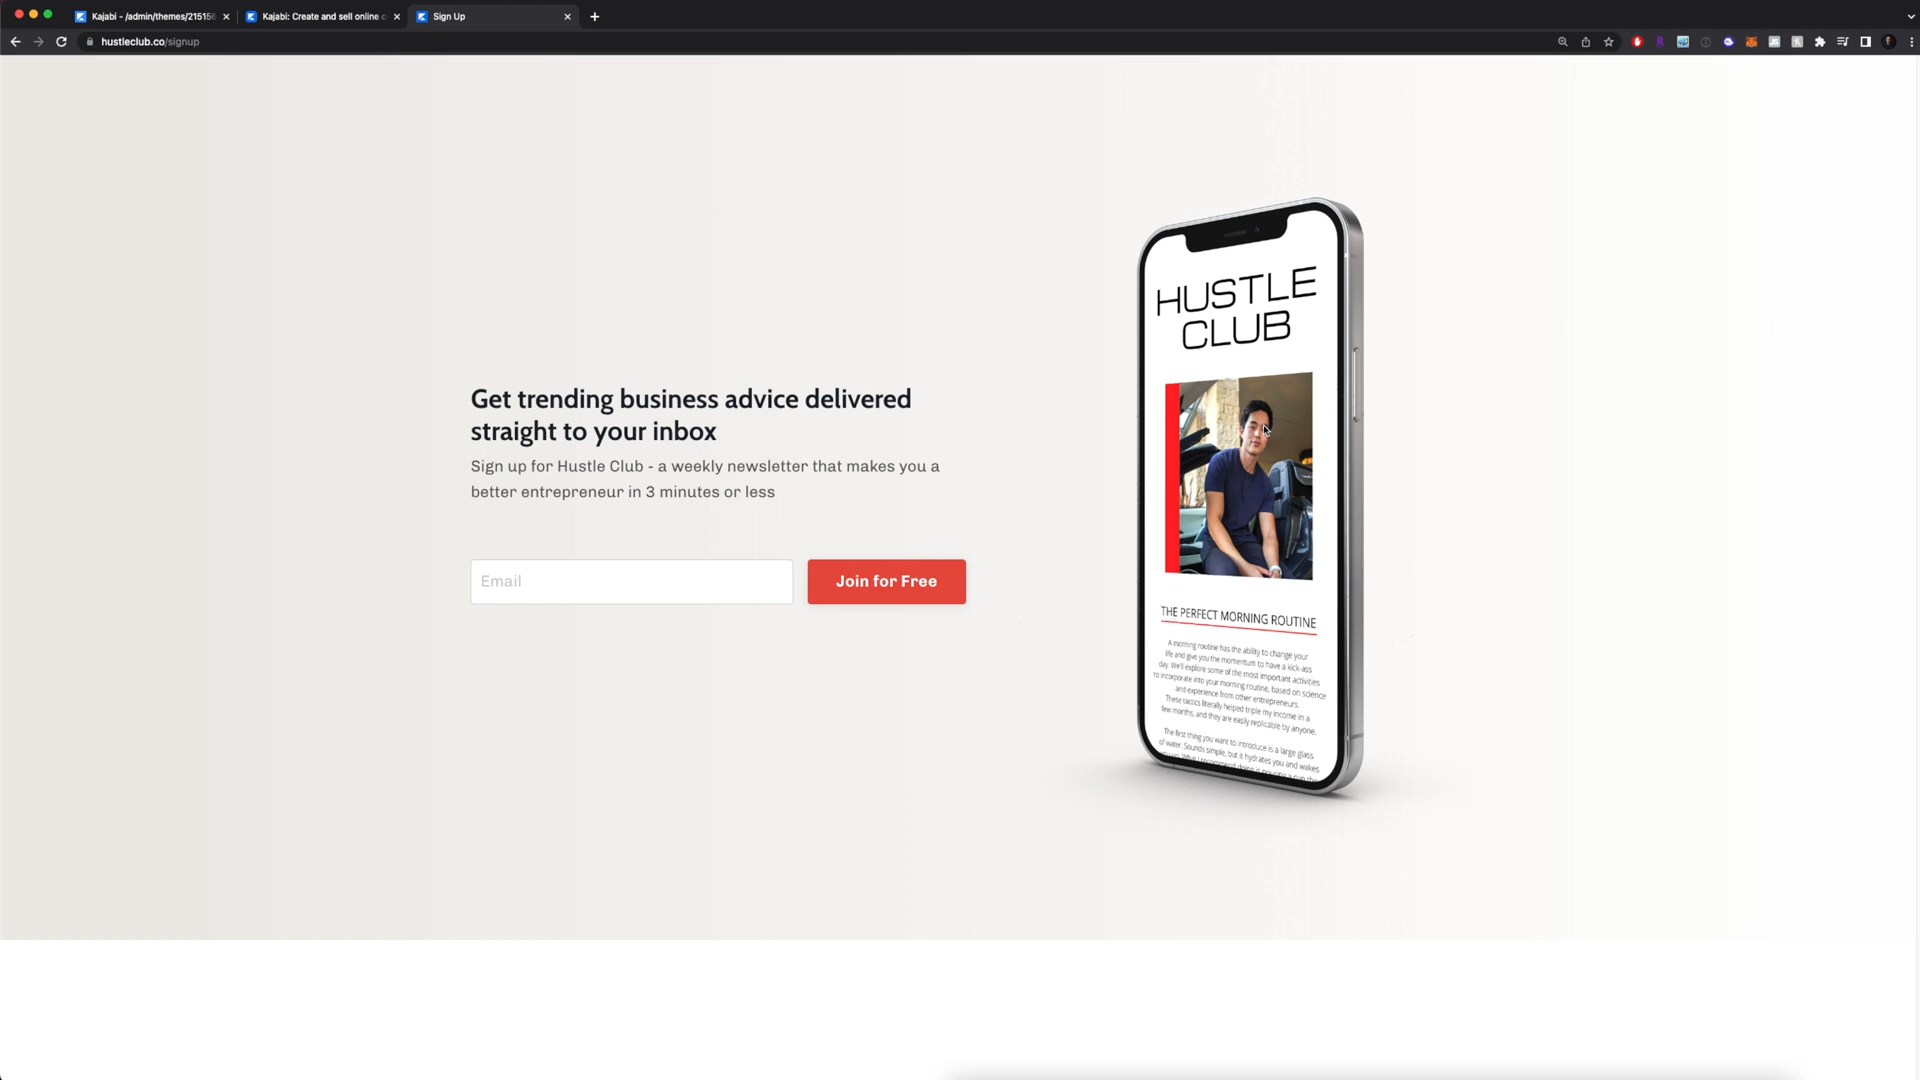 Kajabi - /admin/themes/215156
Kajabi: Create and sell online c
Sign Up
hustleclub.co/signup
Get trending business advice delivered
straight to your inbox
Sign up for Hustle Club - a weekly newsletter that makes you a
better entrepreneur in 3 minutes or less
Email
Join for Free
HUSTLE
CLUB
THE PERFECT MORNING ROUTINE
A morning routine has the ability to change your
life and give you the momentum to have a kick-ass
day. We'll explore some of the most important activities
to incorporate into your morning routine, based on science
and experience from other entrepreneurs.
These tactics literally helped triple my income in a
few months, and they are easily replicable by anyone.
The first thing you want to introduce is a large glass
of water. Sounds simple, but it hydrates you and wakes